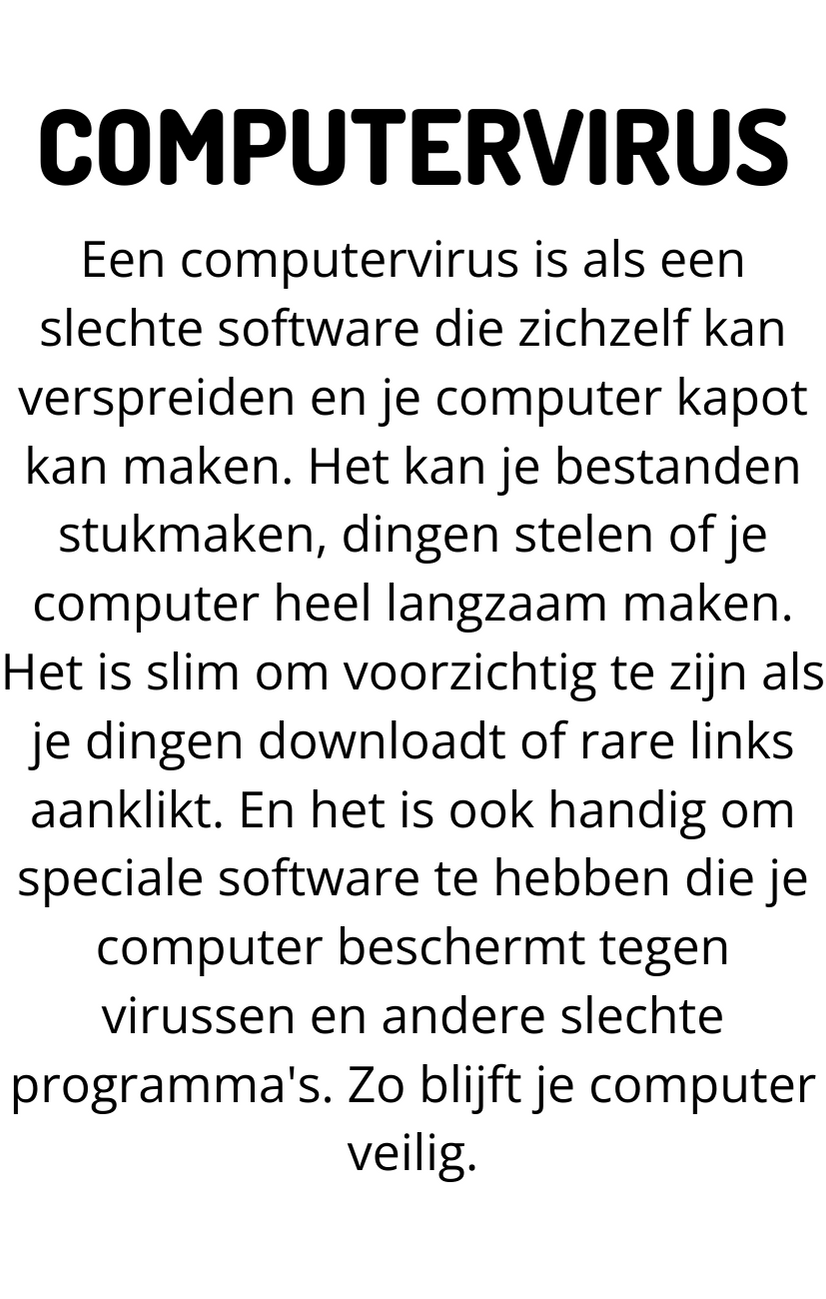 COMPUTERVIRUS
Een computervirus is als een
slechte software die zichzelf kan
verspreiden en je computer kapot
kan maken. Het kan je bestanden
stukmaken, dingen stelen of je
computer heel langzaam maken.
Het is slim om voorzichtig te zijn als
je dingen downloadt of rare links
aanklikt. En het is ook handig om
speciale software te hebben die je
computer beschermt tegen
virussen en andere slechte
programma's. Zo blijft je computer
veilig.